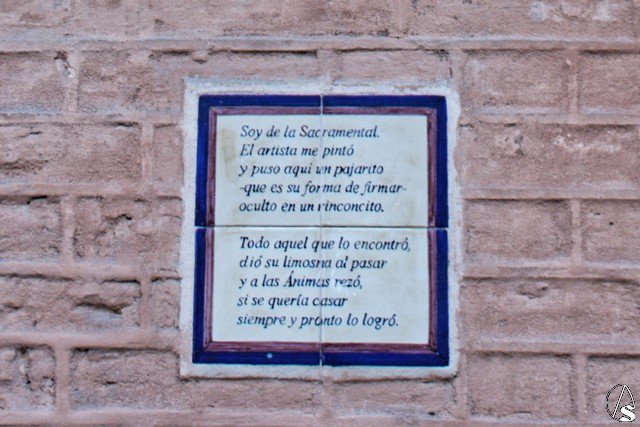 Soy de la Sacramental.
El artista me pintó
y puso aquí un pajarito
-que es su forma de firmar-
oculto en un rinconcito.
Todo aquel que lo encontró,
dió su limosna al pasar
y a las Ánimas rezó,
si se quería casar
siempre y pronto lo logró.